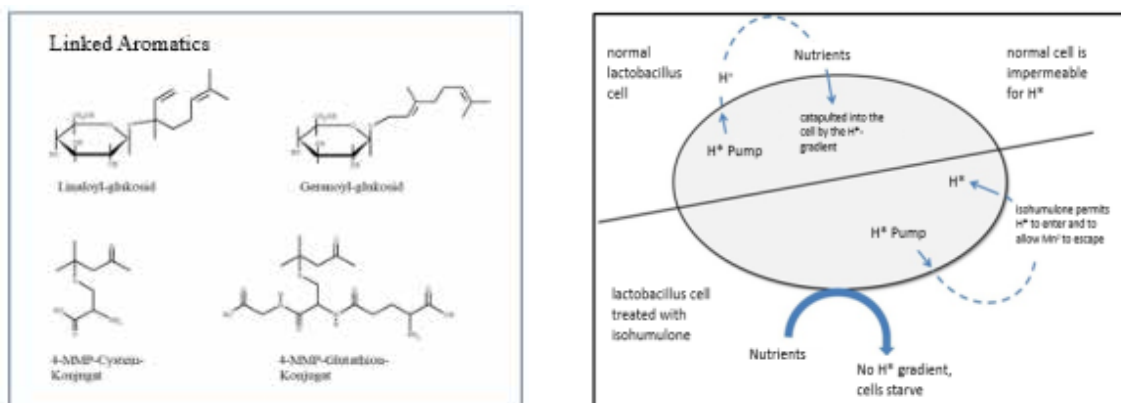 Linked Aromatics
Linaloyl-glukosid
Geranoyl-glukosid
4-MMP-Cystein-
Konjugat
4-MMP-Glutathion-
Konjugat
normal
lactobacillus
cell
H⁺
Nutrients
normal cell is
impermeable
for H⁺
catapulted into the
cell by the H⁺-
gradient
H⁺ Pump
H⁺
isohumulone permits
H⁺ to enter and to
allow Mn²⁺ to escape
H⁺ Pump
lactobacillus cell
treated with
isohumulone
Nutrients
No H⁺ gradient,
cells starve